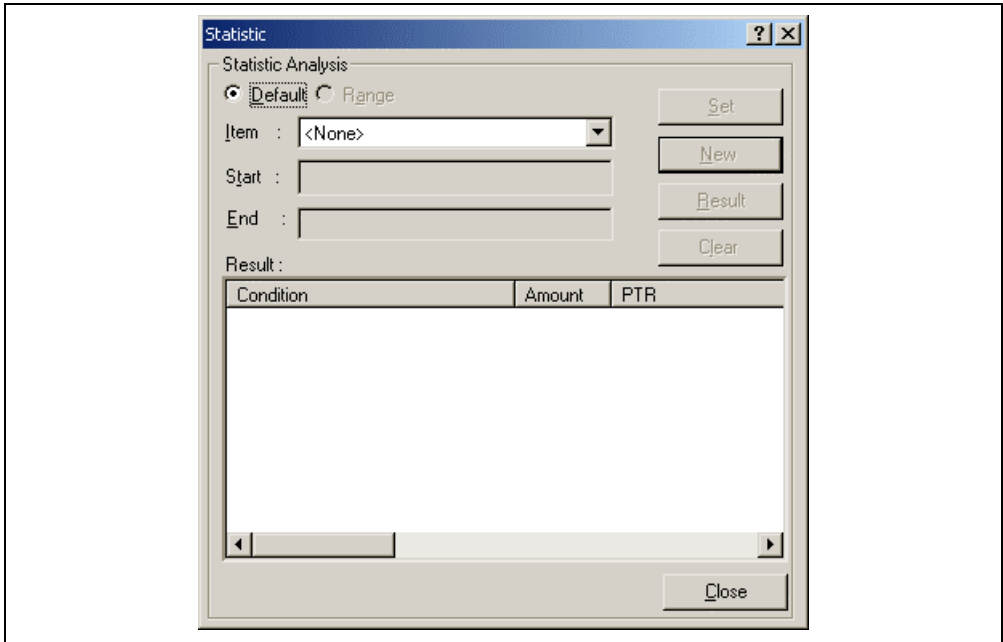 Statistic
Statistic Analysis
Default Range
Set
Item : <None>
New
Start :
Result
End :
Clear
Result :
Condition Amount PTR
Close